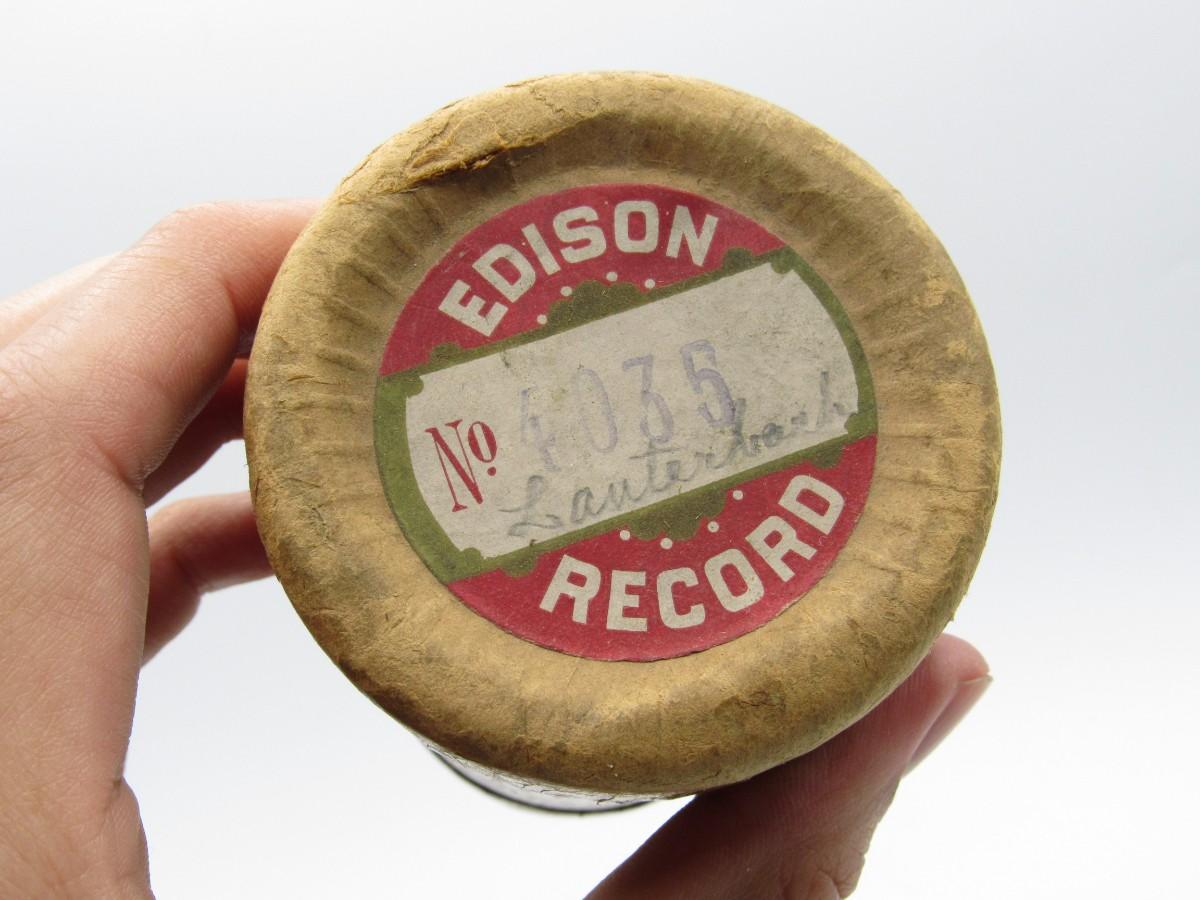 EDISON
No. 4035
Lauterbach
RECORD